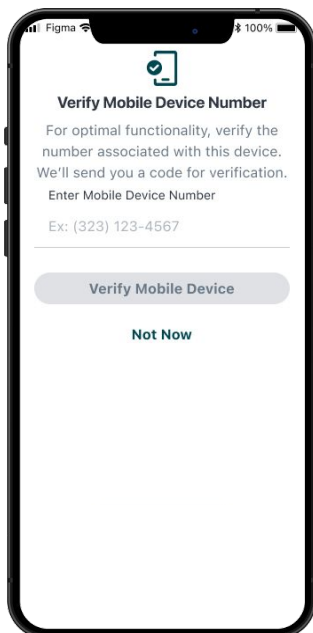 Figma 100%
Verify Mobile Device Number
For optimal functionality, verify the
number associated with this device.
We'll send you a code for verification.
Enter Mobile Device Number
Ex: (323) 123-4567
Verify Mobile Device
Not Now